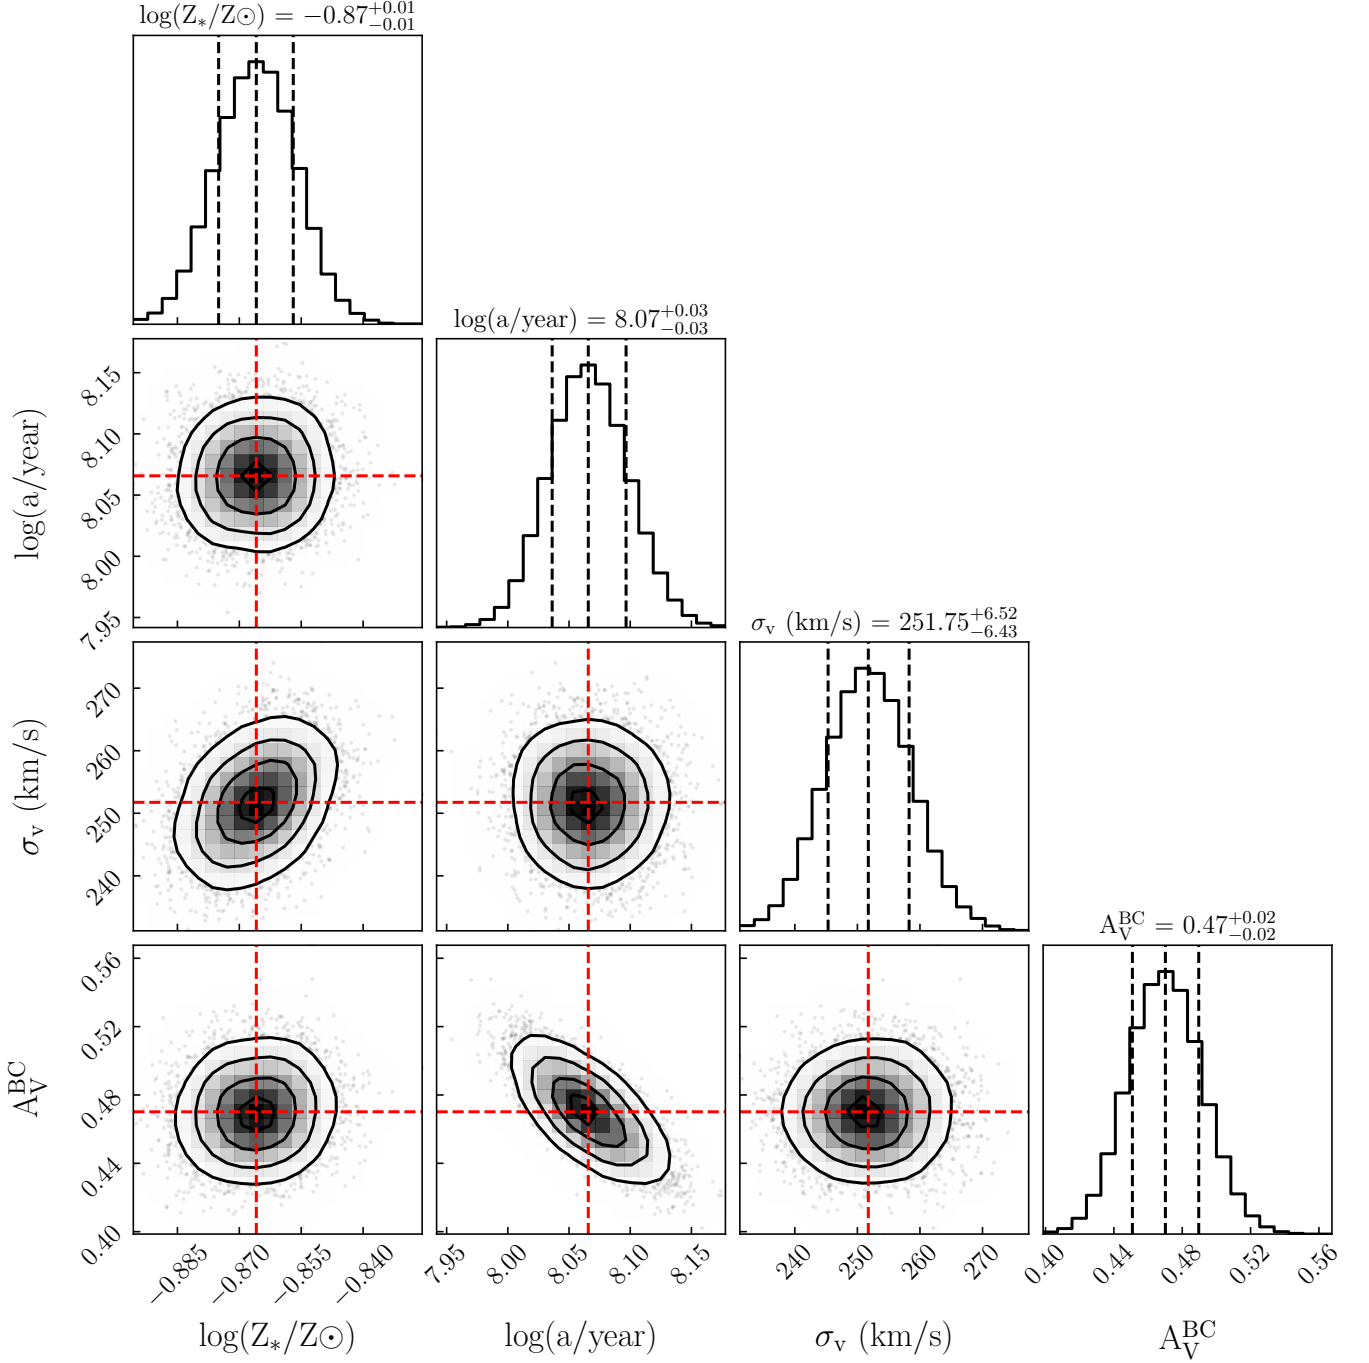 log(Z_*/Z⊙) = −0.87^{+0.01}_{−0.01}
log(a/year) = 8.07^{+0.03}_{−0.03}
8.15
8.10
8.05
8.00
7.95
log(a/year)
σ_v (km/s) = 251.75^{+6.52}_{−6.43}
270
260
250
240
σ_v (km/s)
A_V^{BC} = 0.47^{+0.02}_{−0.02}
0.56
0.52
0.48
0.44
0.40
A_V^{BC}
−0.885 −0.870 −0.855 −0.840
7.95 8.00 8.05 8.10 8.15
240 250 260 270
0.40 0.44 0.48 0.52 0.56
log(Z_*/Z⊙)
log(a/year)
σ_v (km/s)
A_V^{BC}